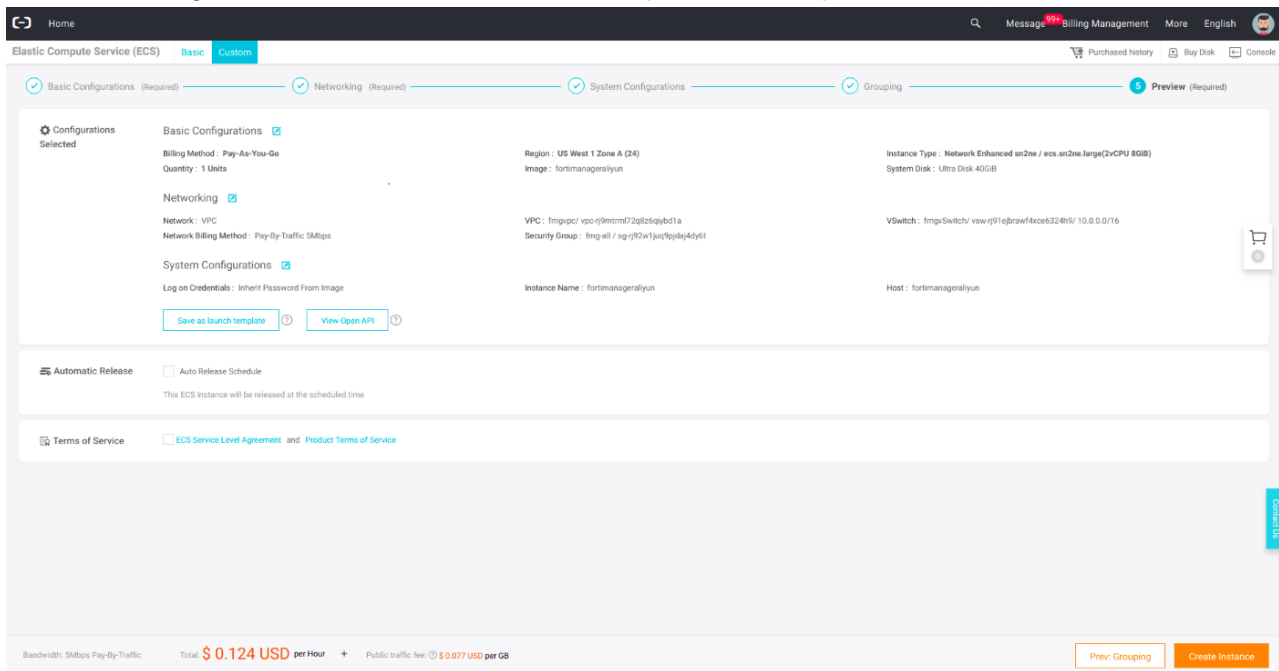 Home
Message 99+ Billing Management More English
Elastic Compute Service (ECS) Basic Custom
Purchased history Buy Disk Console
Basic Configurations (Required) Networking (Required) System Configurations Grouping 5 Preview (Required)
Configurations Selected
Basic Configurations
Billing Method : Pay-As-You-Go Region : US West 1 Zone A (24) Instance Type : Network Enhanced sn2ne / ecs.sn2ne.large(2vCPU 8GiB)
Quantity : 1 Units Image : fortimanageraliyun System Disk : Ultra Disk 40GiB
Networking
Network : VPC VPC : fmgvpc/ vpc-rj9mtrml72q8z6qiybd1a VSwitch : fmgvSwitch/ vsw-rj91ejbrawf4xce6324h9/ 10.0.0.0/16
Network Billing Method : Pay-By-Traffic 5Mbps Security Group : fmg-all / sg-rj92w1juq9pjdaj4dy6t
System Configurations
Log on Credentials : Inherit Password From Image Instance Name : fortimanageraliyun Host : fortimanageraliyun
Save as launch template ? View Open API ?
Automatic Release Auto Release Schedule
This ECS instance will be released at the scheduled time
Terms of Service ECS Service Level Agreement and Product Terms of Service
0
Contact Us
Bandwidth: 5Mbps Pay-By-Traffic Total: $ 0.124 USD per Hour + Public traffic fee: ? $ 0.077 USD per GB
Prev: Grouping Create Instance